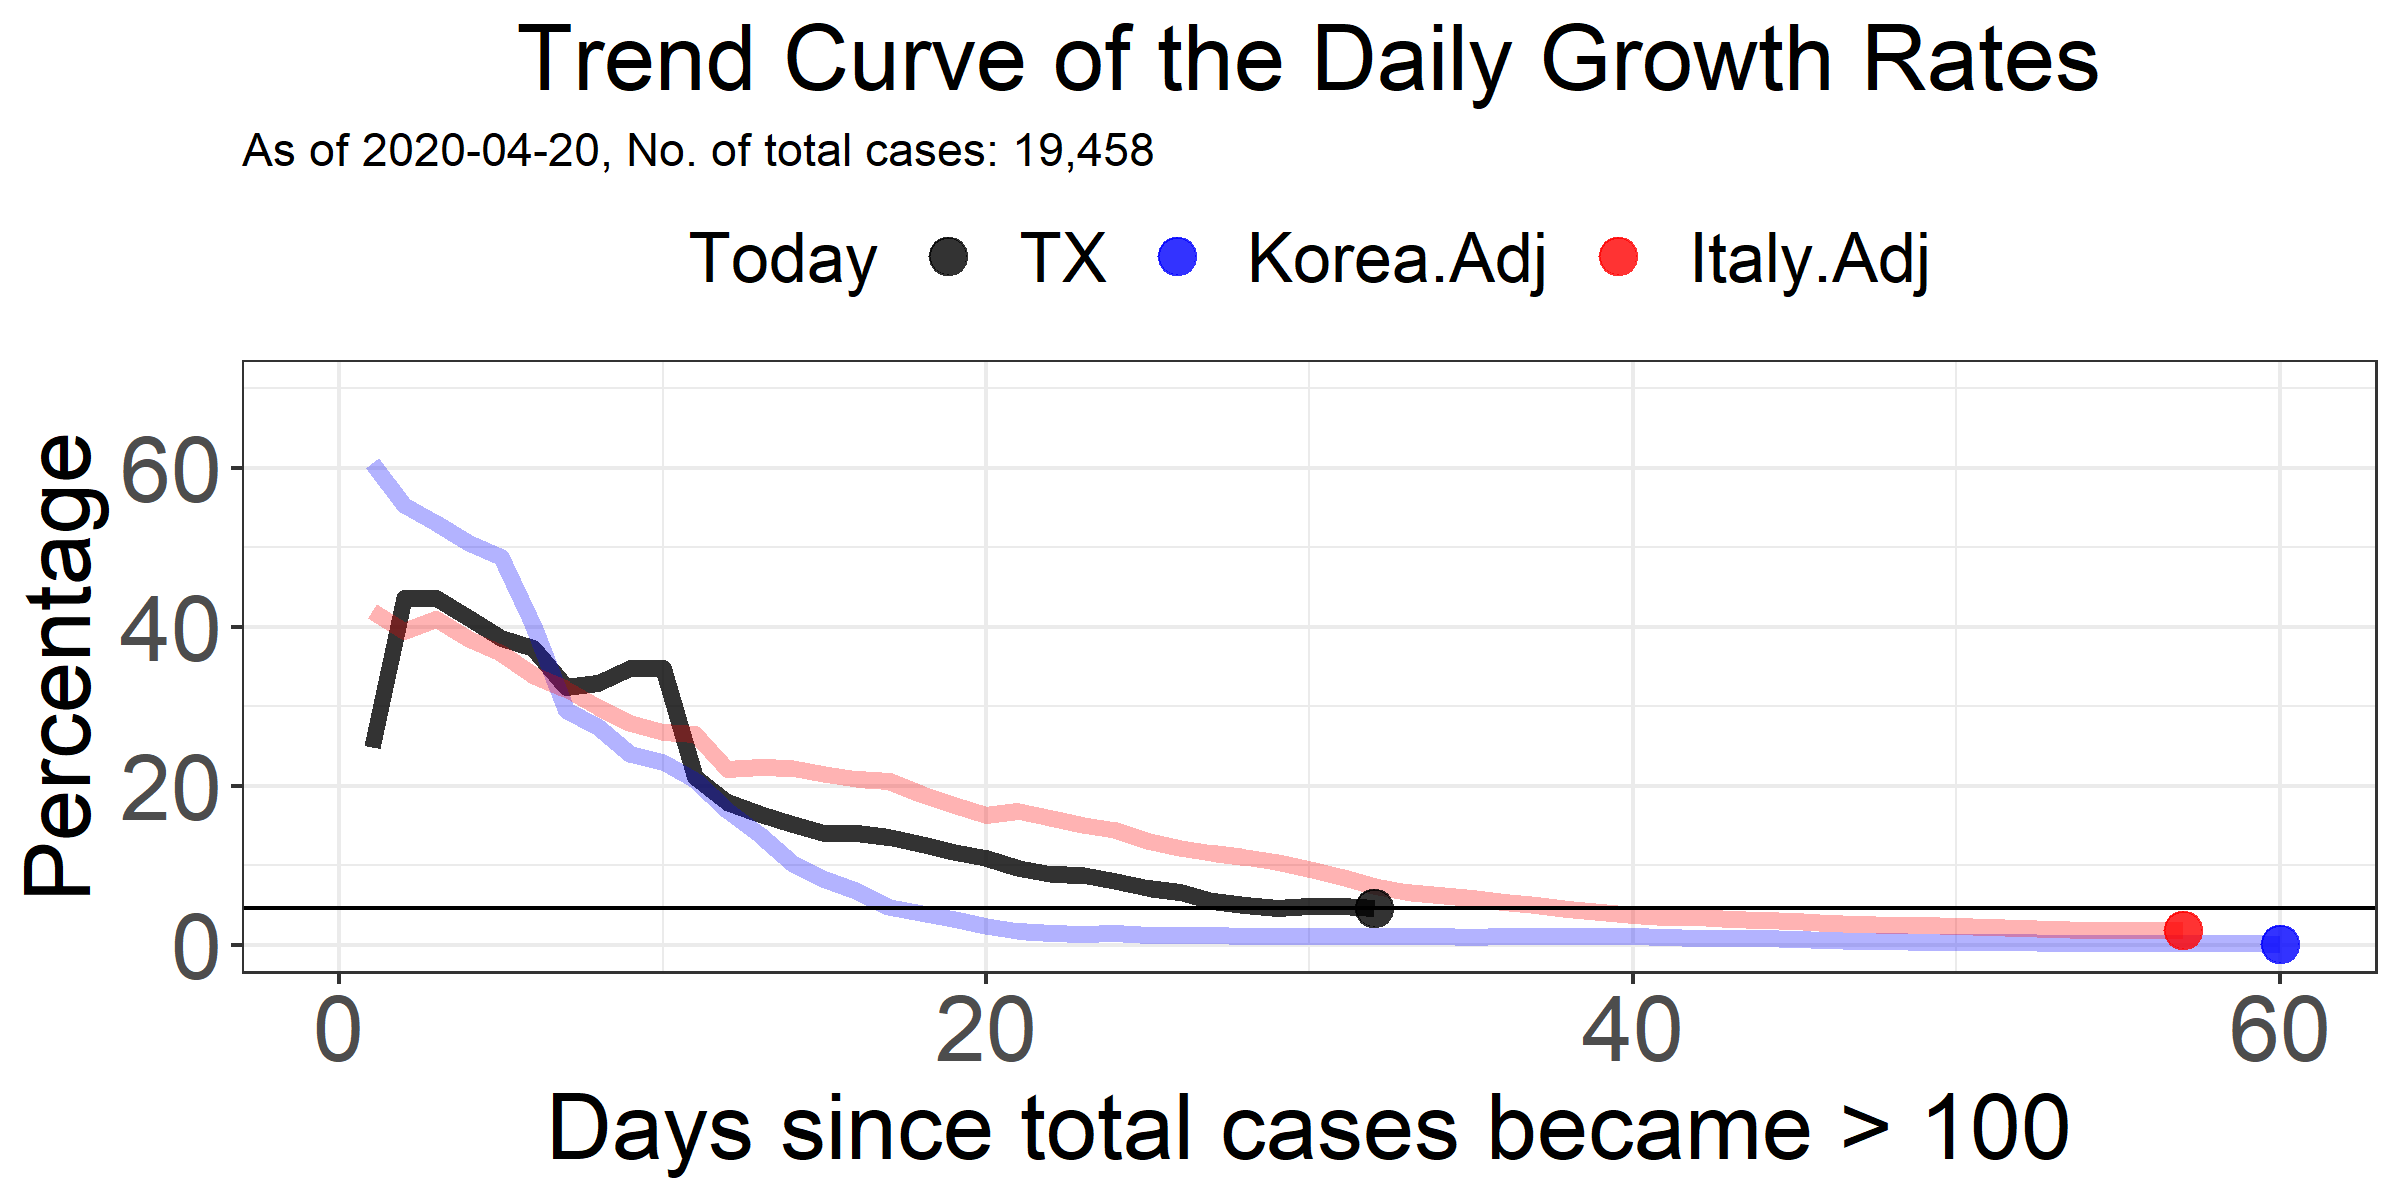 Trend Curve of the Daily Growth Rates
As of 2020-04-20, No. of total cases: 19,458
Today TX Korea.Adj Italy.Adj
Percentage
60
40
20
0
0 20 40 60
Days since total cases became > 100